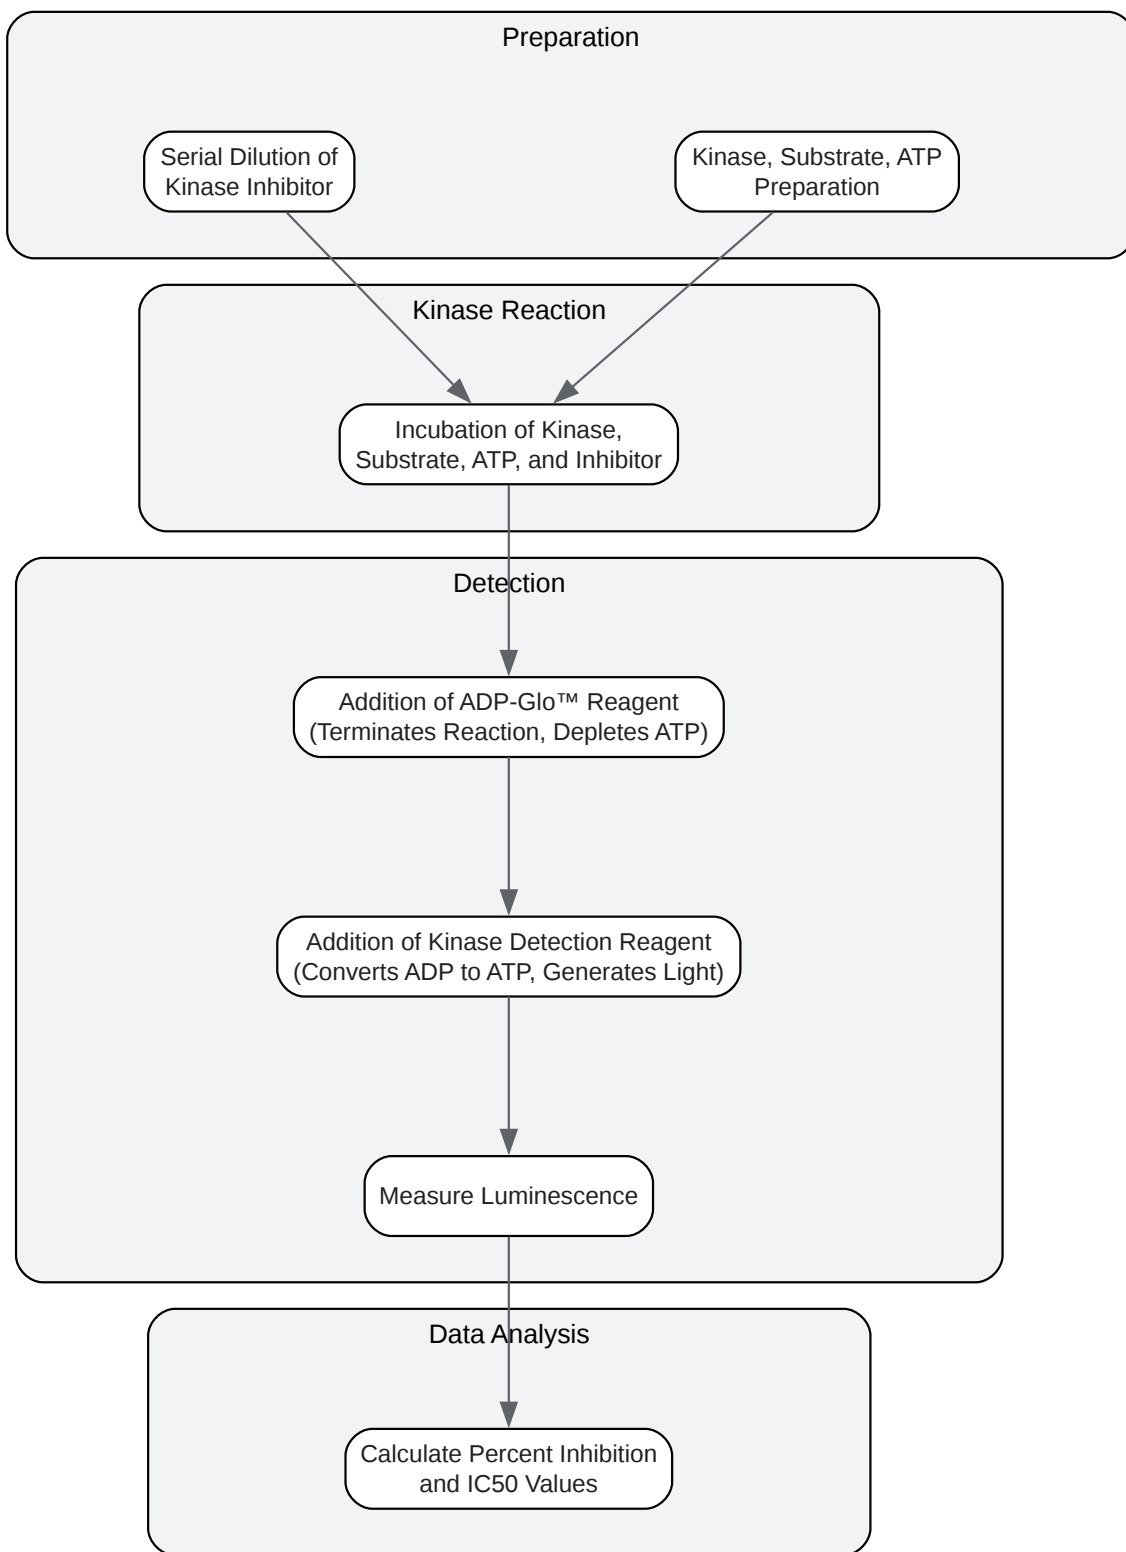 Preparation
Serial Dilution of
Kinase Inhibitor
Kinase, Substrate, ATP
Preparation
Kinase Reaction
Incubation of Kinase,
Substrate, ATP, and Inhibitor
Detection
Addition of ADP-Glo™ Reagent
(Terminates Reaction, Depletes ATP)
Addition of Kinase Detection Reagent
(Converts ADP to ATP, Generates Light)
Measure Luminescence
Data Analysis
Calculate Percent Inhibition
and IC50 Values